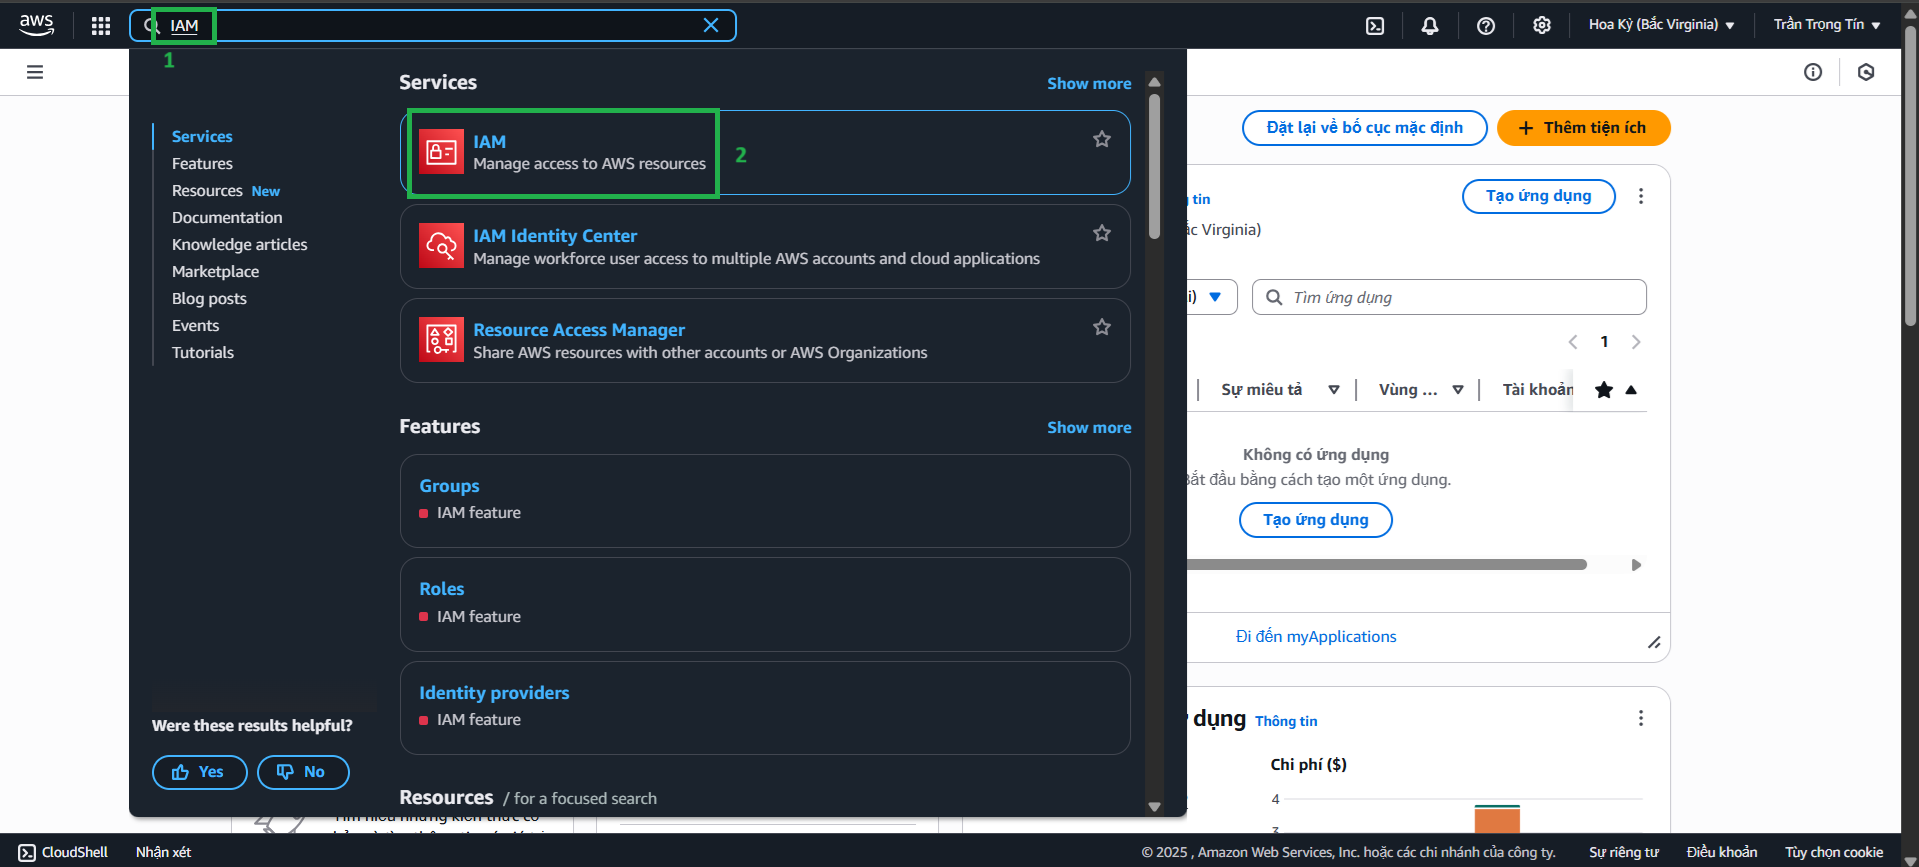 aws
IAM
Hoa Kỳ (Bắc Virginia)
Trần Trọng Tín
1
Services
Show more
Services
Features
Resources New
Documentation
Knowledge articles
Marketplace
Blog posts
Events
Tutorials
IAM
Manage access to AWS resources
2
IAM Identity Center
Manage workforce user access to multiple AWS accounts and cloud applications
Resource Access Manager
Share AWS resources with other accounts or AWS Organizations
Features
Show more
Groups
IAM feature
Roles
IAM feature
Identity providers
IAM feature
Resources / for a focused search
Were these results helpful?
Yes
No
Đặt lại về bố cục mặc định
Thêm tiện ích
tin
Tạo ứng dụng
Virginia)
Tìm ứng dụng
1
Sự miêu tả
Vùng ...
Tài khoản
Không có ứng dụng
Bắt đầu bằng cách tạo một ứng dụng.
Tạo ứng dụng
Đi đến myApplications
dụng Thông tin
Chi phí ($)
4
3
CloudShell
Nhận xét
© 2025 , Amazon Web Services, Inc. hoặc các chi nhánh của công ty.
Sự riêng tư
Điều khoản
Tùy chọn cookie